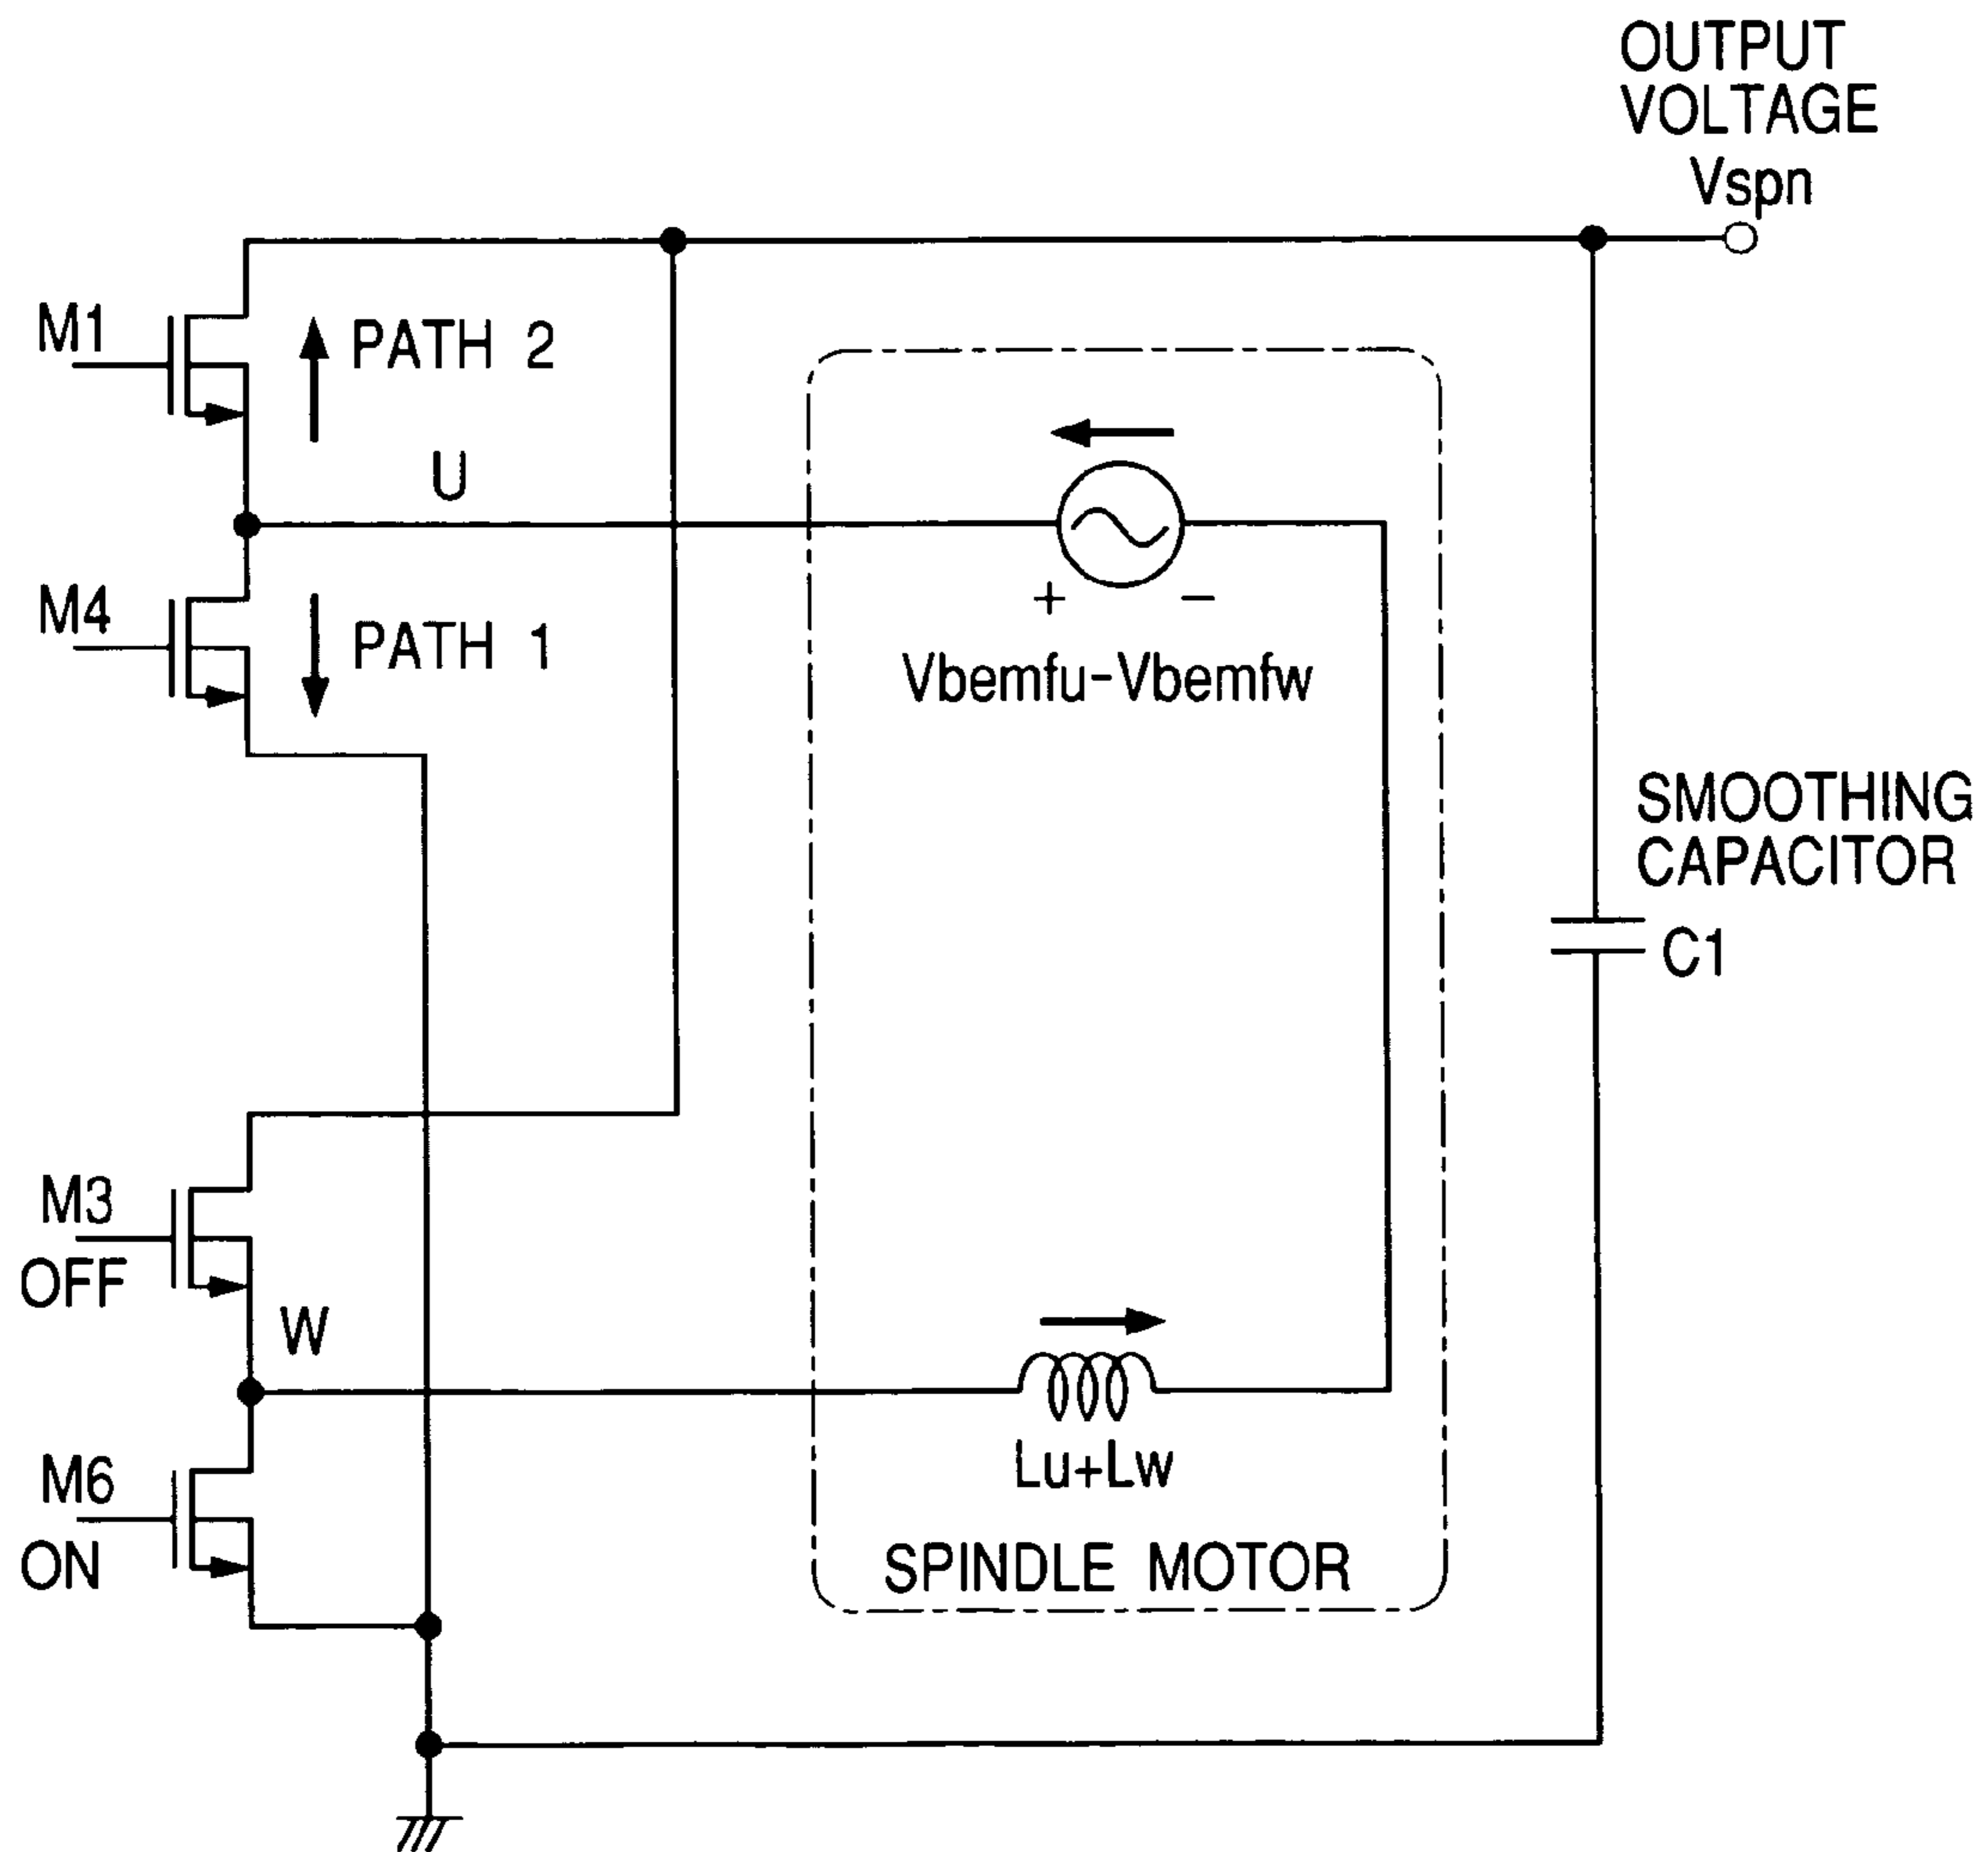 OUTPUT
VOLTAGE
Vspn
M1
PATH 2
U
M4
PATH 1
+ −
Vbemfu-Vbemfw
SMOOTHING
CAPACITOR
C1
M3
OFF
W
M6
ON
Lu+Lw
SPINDLE MOTOR